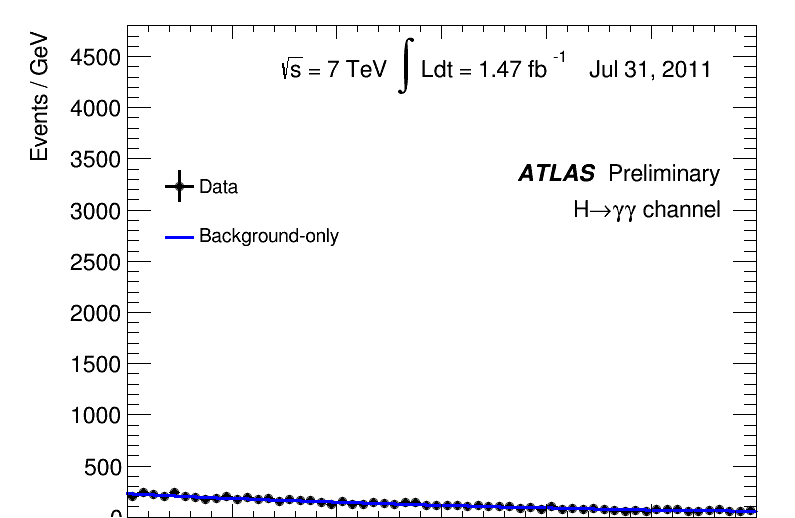 Events / GeV
4500
√s = 7 TeV ∫ Ldt = 1.47 fb⁻¹ Jul 31, 2011
4000
3500
ATLAS Preliminary
Data
3000
H→γγ channel
Background-only
2500
2000
1500
1000
500
0